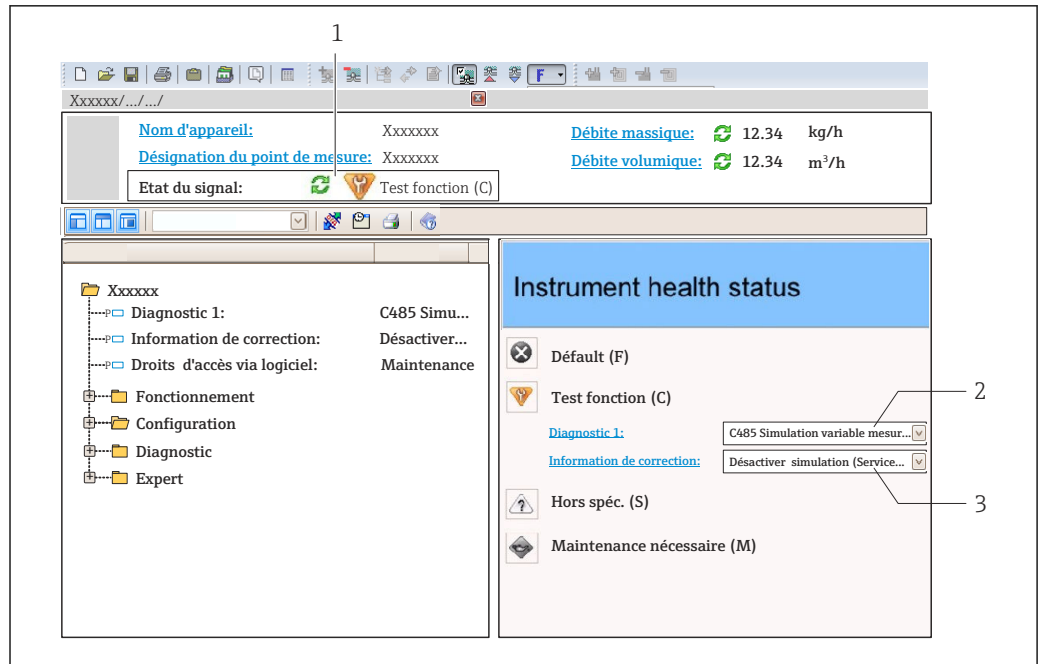 1
F
Xxxxxx/.../.../
Nom d'appareil: Xxxxxxx Débite massique: 12.34 kg/h
Désignation du point de mesure: Xxxxxxx Débite volumique: 12.34 m³/h
Etat du signal: Test fonction (C)
Xxxxxx
P Diagnostic 1: C485 Simu...
P Information de correction: Désactiver...
P Droits d'accès via logiciel: Maintenance
Fonctionnement
Configuration
Diagnostic
Expert
Instrument health status
Défault (F)
Test fonction (C)
2
Diagnostic 1: C485 Simulation variable mesur...
Information de correction: Désactiver simulation (Service...
Hors spéc. (S)
3
Maintenance nécessaire (M)